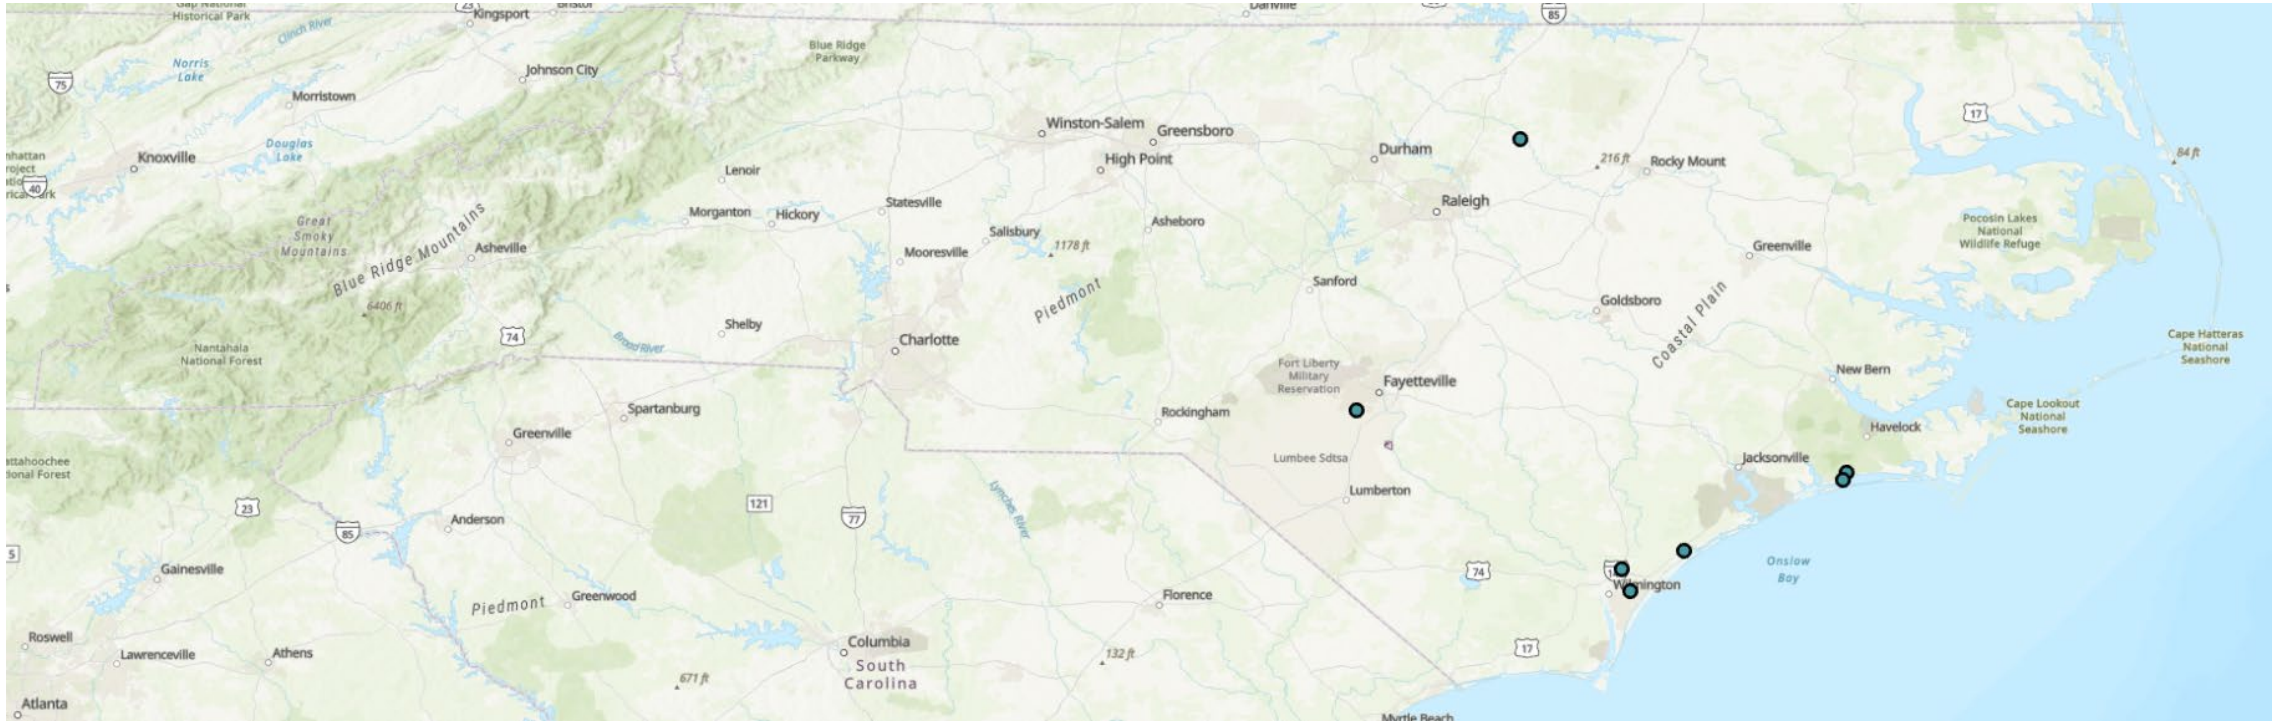 Gap National
Historical Park
23
Kingsport
Bristol
Danville
85
Clinch River
Blue Ridge
Parkway
Norris
Lake
75
Johnson City
Morristown
17
Winston-Salem
Greensboro
Douglas
Lake
Durham
Knoxville
High Point
216 ft
Rocky Mount
84 ft
40
Lenoir
Raleigh
Statesville
Morganton
Hickory
Asheboro
Great
Smoky
Mountains
Pocosin Lakes
National
Wildlife Refuge
Salisbury
1178 ft
Asheville
Blue Ridge Mountains
Mooresville
Greenville
Sanford
Piedmont
Goldsboro
6406 ft
Coastal Plain
Shelby
74
Broad River
Charlotte
Cape Hatteras
National
Seashore
Nantahala
National Forest
Fort Liberty
Military
Reservation
New Bern
Fayetteville
Spartanburg
Rockingham
Cape Lookout
National
Seashore
Greenville
Havelock
Lumbee Sdtsa
Jacksonville
Lumberton
Lynches River
23
121
77
Anderson
85
5
Gainesville
74
Onslow
Bay
Wilmington
Piedmont
Greenwood
Florence
Roswell
Columbia
17
Lawrenceville
Athens
132 ft
South
Carolina
671 ft
Atlanta
Myrtle Beach